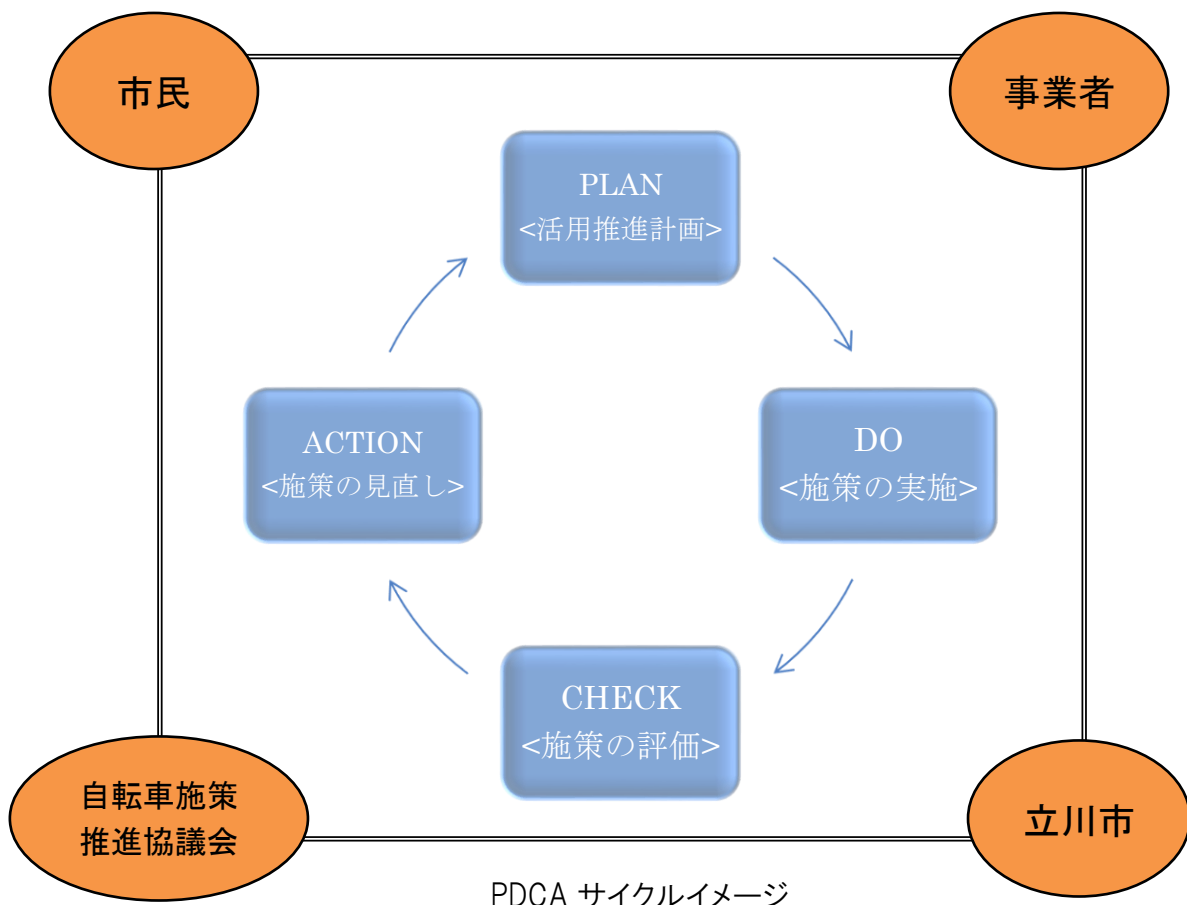 市民
事業者
PLAN
<活用推進計画>
ACTION
<施策の見直し>
DO
<施策の実施>
CHECK
<施策の評価>
自転車施策
推進協議会
立川市
PDCA サイクルイメージ